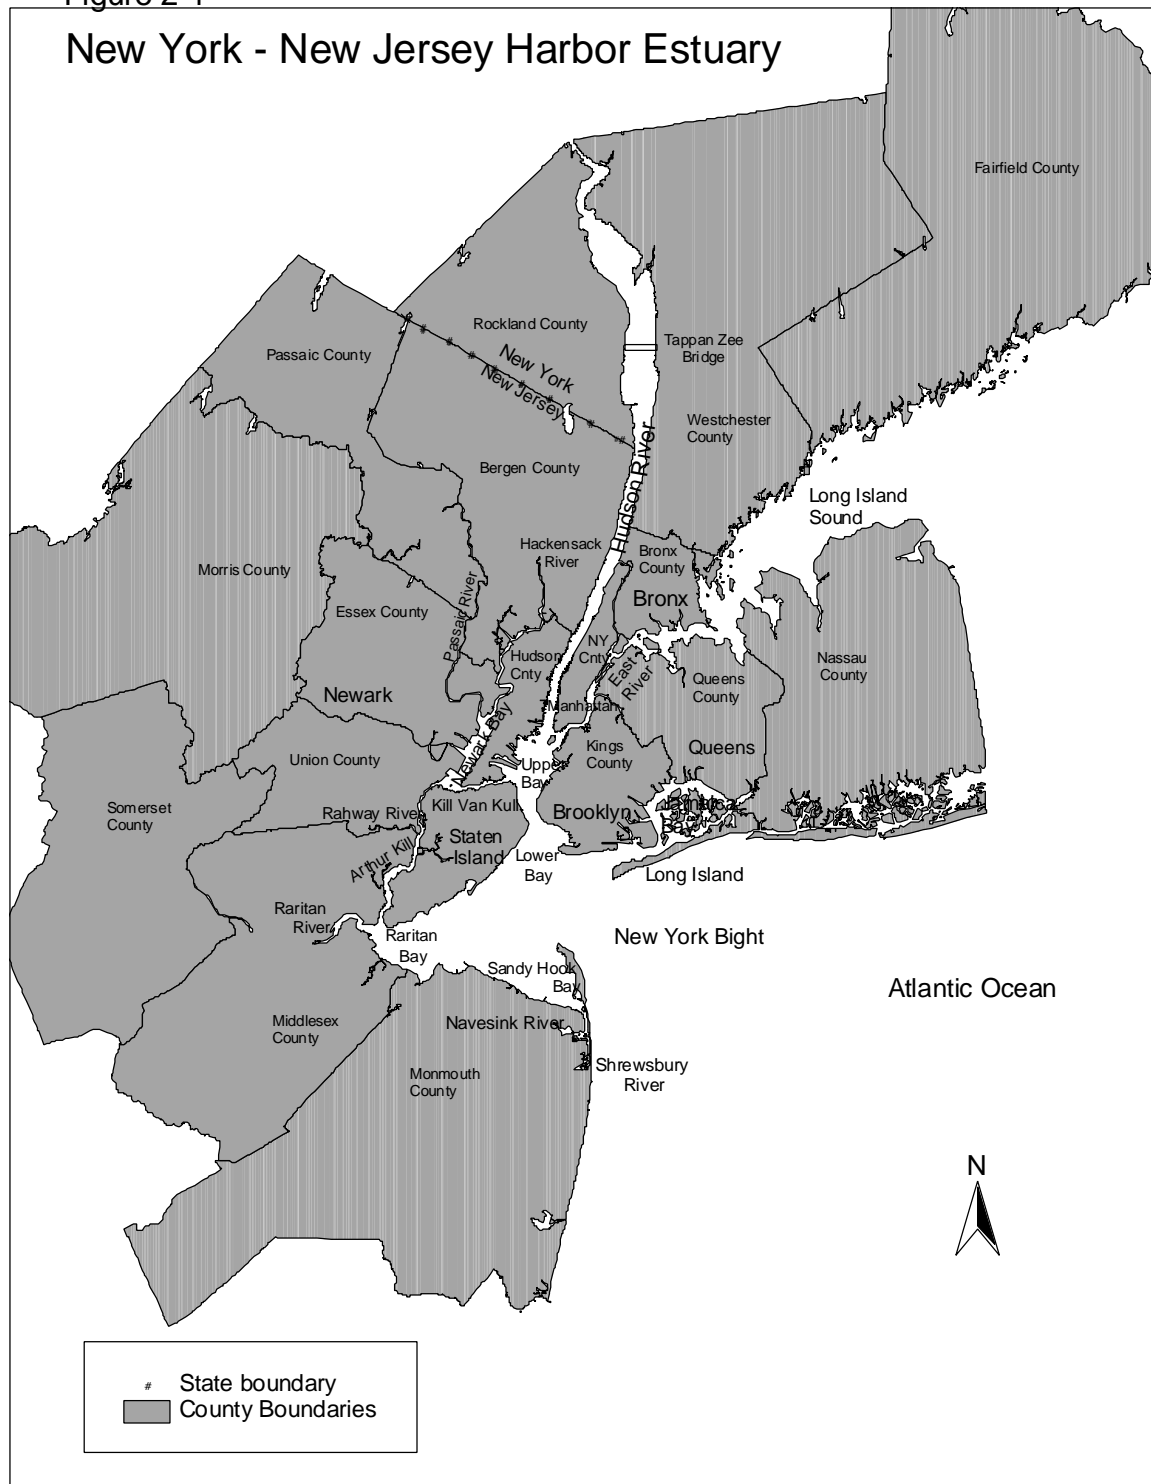 Figure 2-1
New York - New Jersey Harbor Estuary
Fairfield County
Rockland County
Tappan Zee
Bridge
Passaic County
New York
New Jersey
Westchester
County
Bergen County
Hudson River
Long Island
Sound
Hackensack
River
Bronx
County
Morris County
Bronx
Essex County
Passaic River
Hudson
Cnty
NY
Cnty
East
River
Nassau
County
Queens
County
Newark
Manhattan
Newark Bay
Queens
Union County
Kings
County
Upper
Bay
Somerset
County
Kill Van Kull
Rahway River
Brooklyn
Jamaica
Bay
Staten
Island
Arthur Kill
Lower
Bay
Long Island
Raritan
River
Raritan
Bay
New York Bight
Sandy Hook
Bay
Atlantic Ocean
Middlesex
County
Navesink River
Monmouth
County
Shrewsbury
River
N
# State boundary
County Boundaries